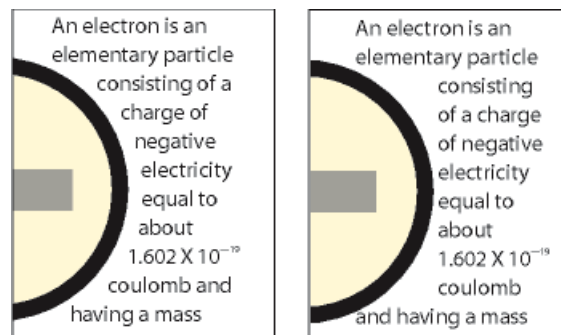 An electron is an
elementary particle
consisting of a
charge of
negative
electricity
equal to
about
1.602 X 10⁻¹⁹
coulomb and
having a mass
An electron is an
elementary particle
consisting
of a charge
of negative
electricity
equal to
about
1.602 X 10⁻¹⁹
coulomb
and having a mass